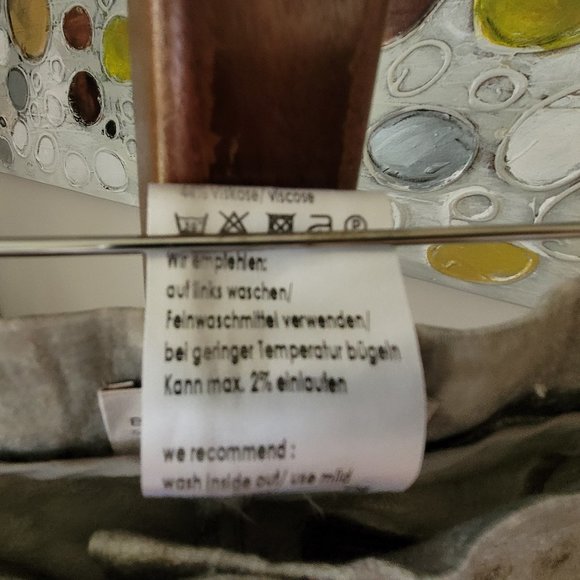 Viskose/ Viscose
Wir empfehlen:
auf links waschen/
Feinwaschmittel verwenden/
bei geringer Temperatur bügeln
Kann max. 2% einlaufen
we recommend :
wash inside out/ use mild